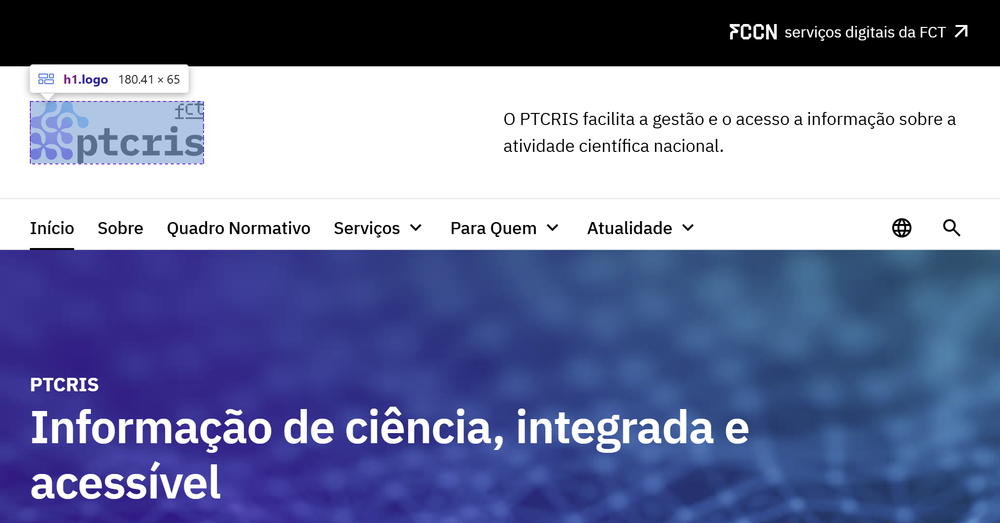 FCCN serviços digitais da FCT
h1.logo 180.41 × 65
fct
ptcris
O PTCRIS facilita a gestão e o acesso a informação sobre a
atividade científica nacional.
Início Sobre Quadro Normativo Serviços Para Quem Atualidade
PTCRIS
Informação de ciência, integrada e
acessível